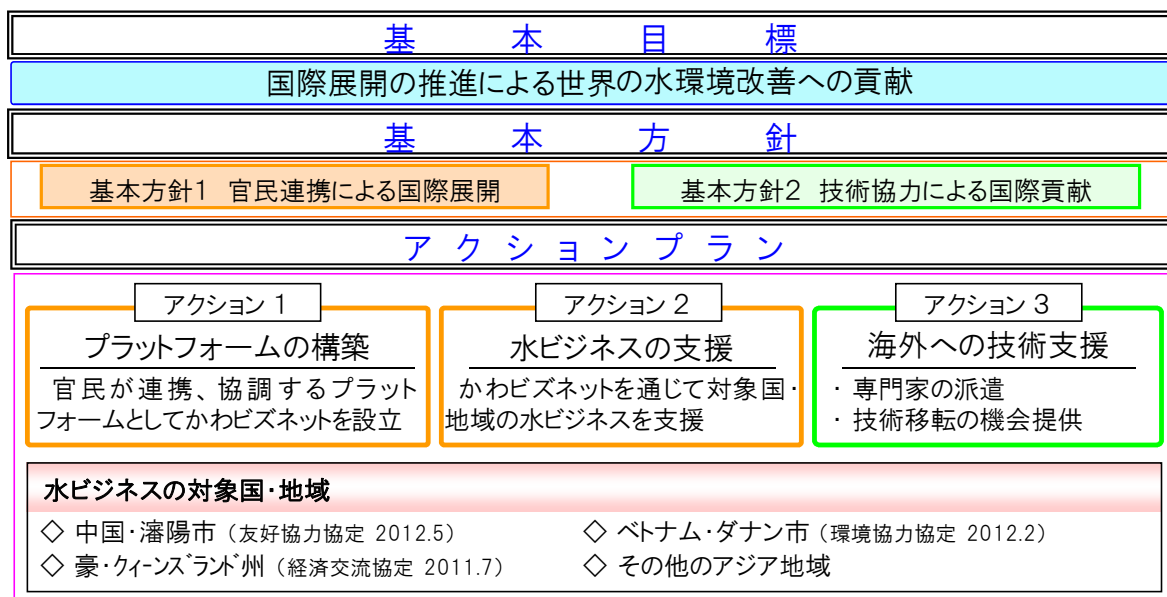 基本目標
国際展開の推進による世界の水環境改善への貢献
基本方針
基本方針1 官民連携による国際展開
基本方針2 技術協力による国際貢献
アクションプラン
アクション 1
プラットフォームの構築
官民が連携、協調するプラット
フォームとしてかわビズネットを設立
アクション 2
水ビジネスの支援
かわビズネットを通じて対象国・
地域の水ビジネスを支援
アクション 3
海外への技術支援
・専門家の派遣
・技術移転の機会提供
水ビジネスの対象国・地域
◇ 中国・瀋陽市（友好協力協定 2012.5）
◇ ベトナム・ダナン市（環境協力協定 2012.2）
◇ 豪・クィーンズランド州（経済交流協定 2011.7）
◇ その他のアジア地域